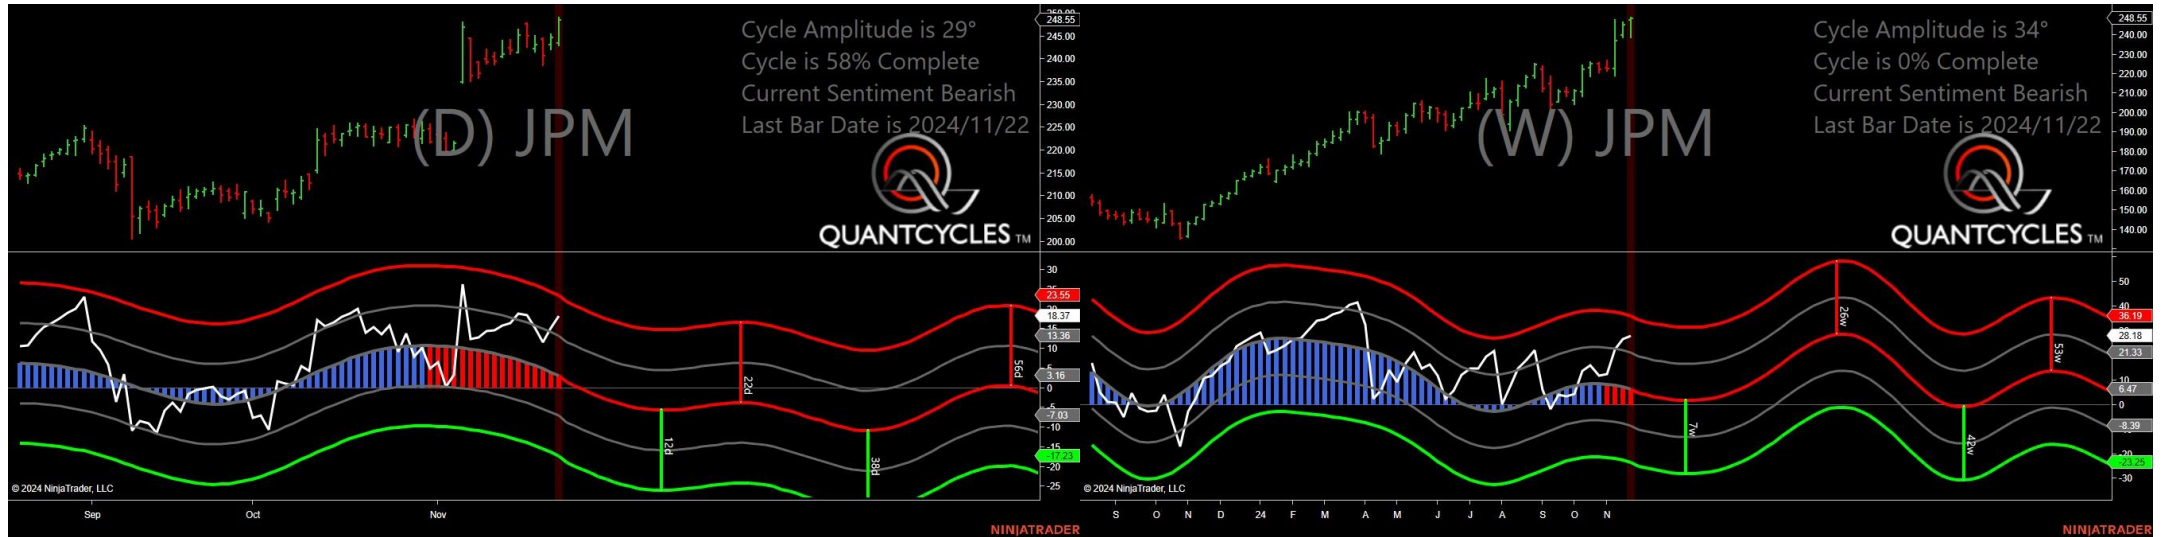 Cycle Amplitude is 29°
Cycle is 58% Complete
Current Sentiment Bearish
Last Bar Date is 2024/11/22
(D) JPM
QUANTCYCLES TM
248.55
245.00
240.00
235.00
230.00
225.00
220.00
215.00
210.00
205.00
200.00
30
23.55
18.37
15
13.36
10
3.16
0
-7.03
-10
-15
-17.23
-20
-25
12d
22d
38d
56d
© 2024 NinjaTrader, LLC
Sep
Oct
Nov
NINJATRADER
Cycle Amplitude is 34°
Cycle is 0% Complete
Current Sentiment Bearish
Last Bar Date is 2024/11/22
(W) JPM
QUANTCYCLES TM
248.55
240.00
230.00
220.00
210.00
200.00
190.00
180.00
170.00
160.00
150.00
140.00
50
40
36.19
28.18
21.33
10
6.47
0
-8.39
-23.25
-30
7w
26w
42w
53w
© 2024 NinjaTrader, LLC
S O N D 24 F M A M J J A S O N
NINJATRADER